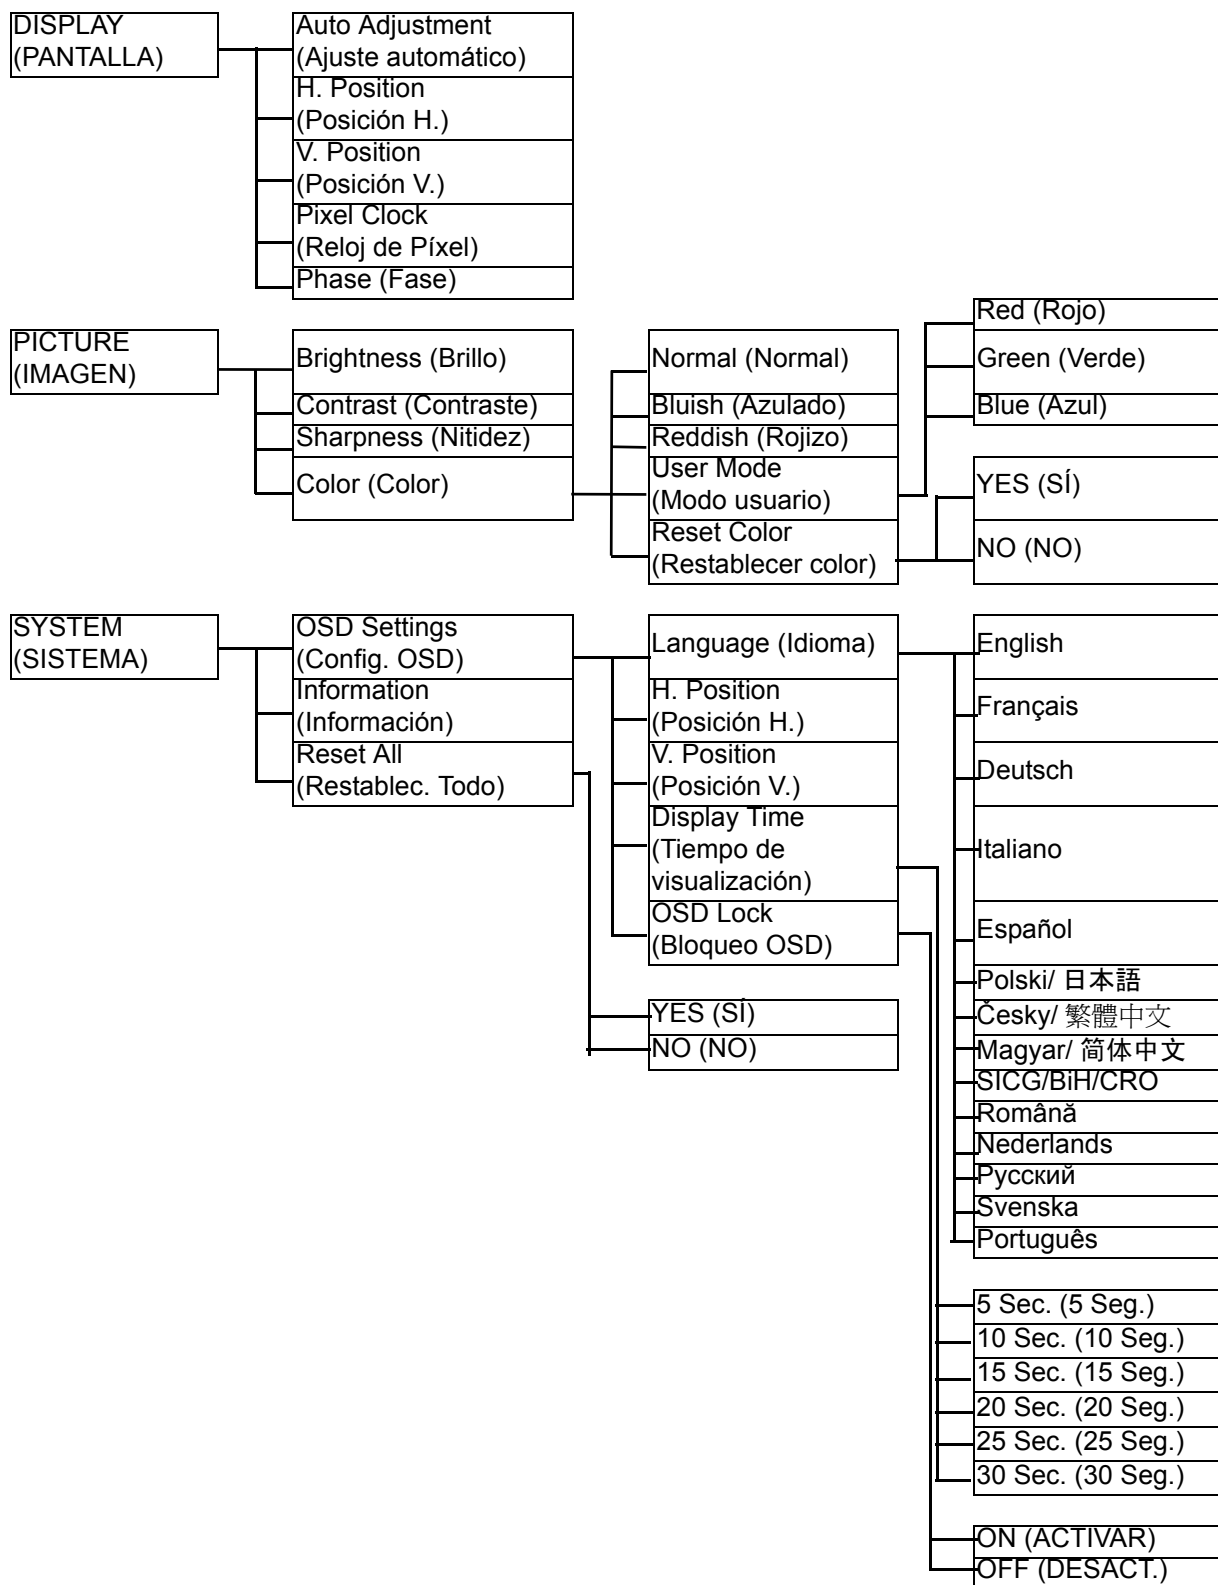 DISPLAY
(PANTALLA)
Auto Adjustment
(Ajuste automático)
H. Position
(Posición H.)
V. Position
(Posición V.)
Pixel Clock
(Reloj de Píxel)
Phase (Fase)
PICTURE
(IMAGEN)
Brightness (Brillo)
Contrast (Contraste)
Sharpness (Nitidez)
Color (Color)
Normal (Normal)
Bluish (Azulado)
Reddish (Rojizo)
User Mode
(Modo usuario)
Reset Color
(Restablecer color)
Red (Rojo)
Green (Verde)
Blue (Azul)
YES (SÍ)
NO (NO)
SYSTEM
(SISTEMA)
OSD Settings
(Config. OSD)
Information
(Información)
Reset All
(Restablec. Todo)
Language (Idioma)
H. Position
(Posición H.)
V. Position
(Posición V.)
Display Time
(Tiempo de
visualización)
OSD Lock
(Bloqueo OSD)
YES (SÍ)
NO (NO)
English
Français
Deutsch
Italiano
Español
Polski/ 日本語
Česky/ 繁體中文
Magyar/ 简体中文
SICG/BiH/CRO
Română
Nederlands
Русский
Svenska
Português
5 Sec. (5 Seg.)
10 Sec. (10 Seg.)
15 Sec. (15 Seg.)
20 Sec. (20 Seg.)
25 Sec. (25 Seg.)
30 Sec. (30 Seg.)
ON (ACTIVAR)
OFF (DESACT.)